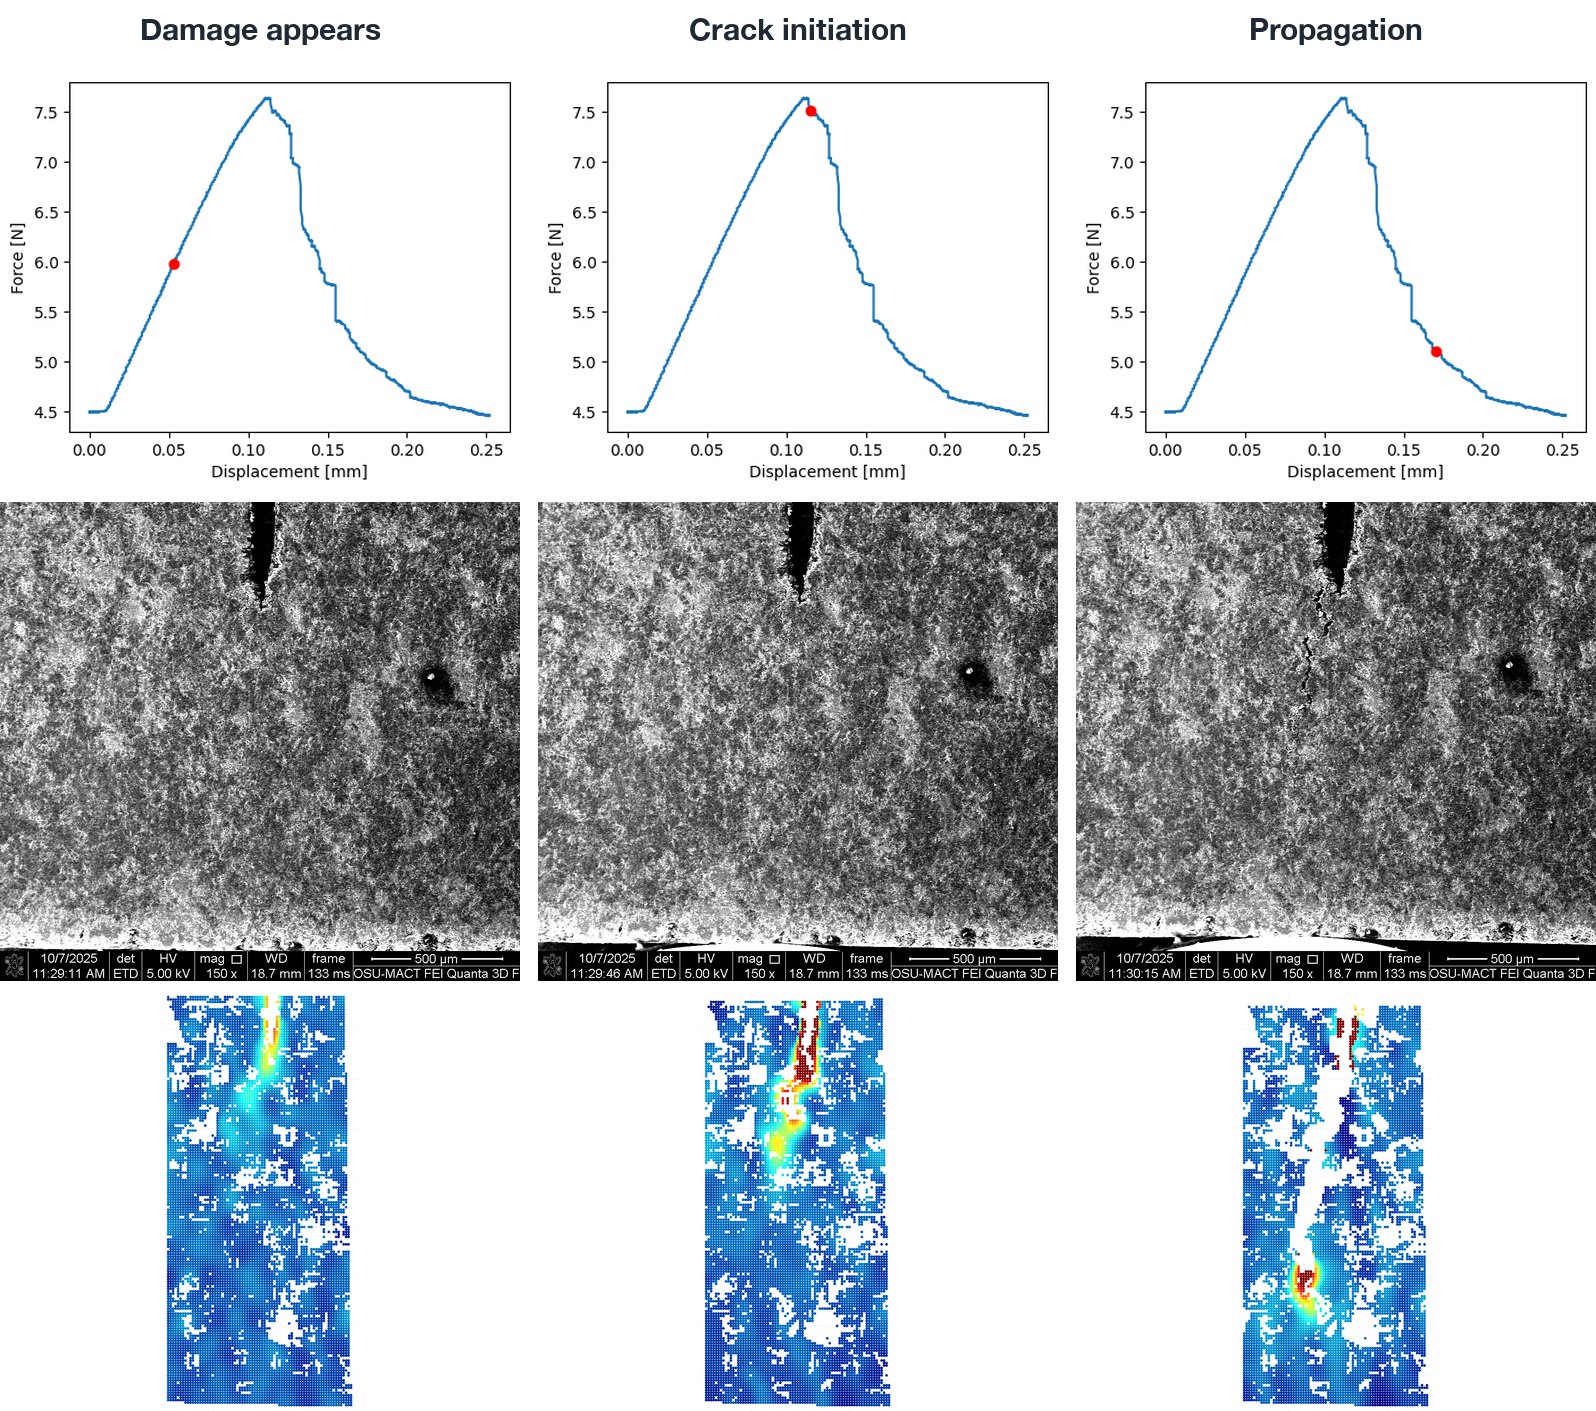 Damage appears
Crack initiation
Propagation
7.5
7.0
6.5
6.0
5.5
5.0
4.5
Force [N]
0.00 0.05 0.10 0.15 0.20 0.25
Displacement [mm]
7.5
7.0
6.5
6.0
5.5
5.0
4.5
Force [N]
0.00 0.05 0.10 0.15 0.20 0.25
Displacement [mm]
7.5
7.0
6.5
6.0
5.5
5.0
4.5
Force [N]
0.00 0.05 0.10 0.15 0.20 0.25
Displacement [mm]
10/7/2025 det HV mag WD frame 500 µm
11:29:11 AM ETD 5.00 kV 150 x 18.7 mm 133 ms OSU-MACT FEI Quanta 3D F
10/7/2025 det HV mag WD frame 500 µm
11:29:46 AM ETD 5.00 kV 150 x 18.7 mm 133 ms OSU-MACT FEI Quanta 3D F
10/7/2025 det HV mag WD frame 500 µm
11:30:15 AM ETD 5.00 kV 150 x 18.7 mm 133 ms OSU-MACT FEI Quanta 3D F